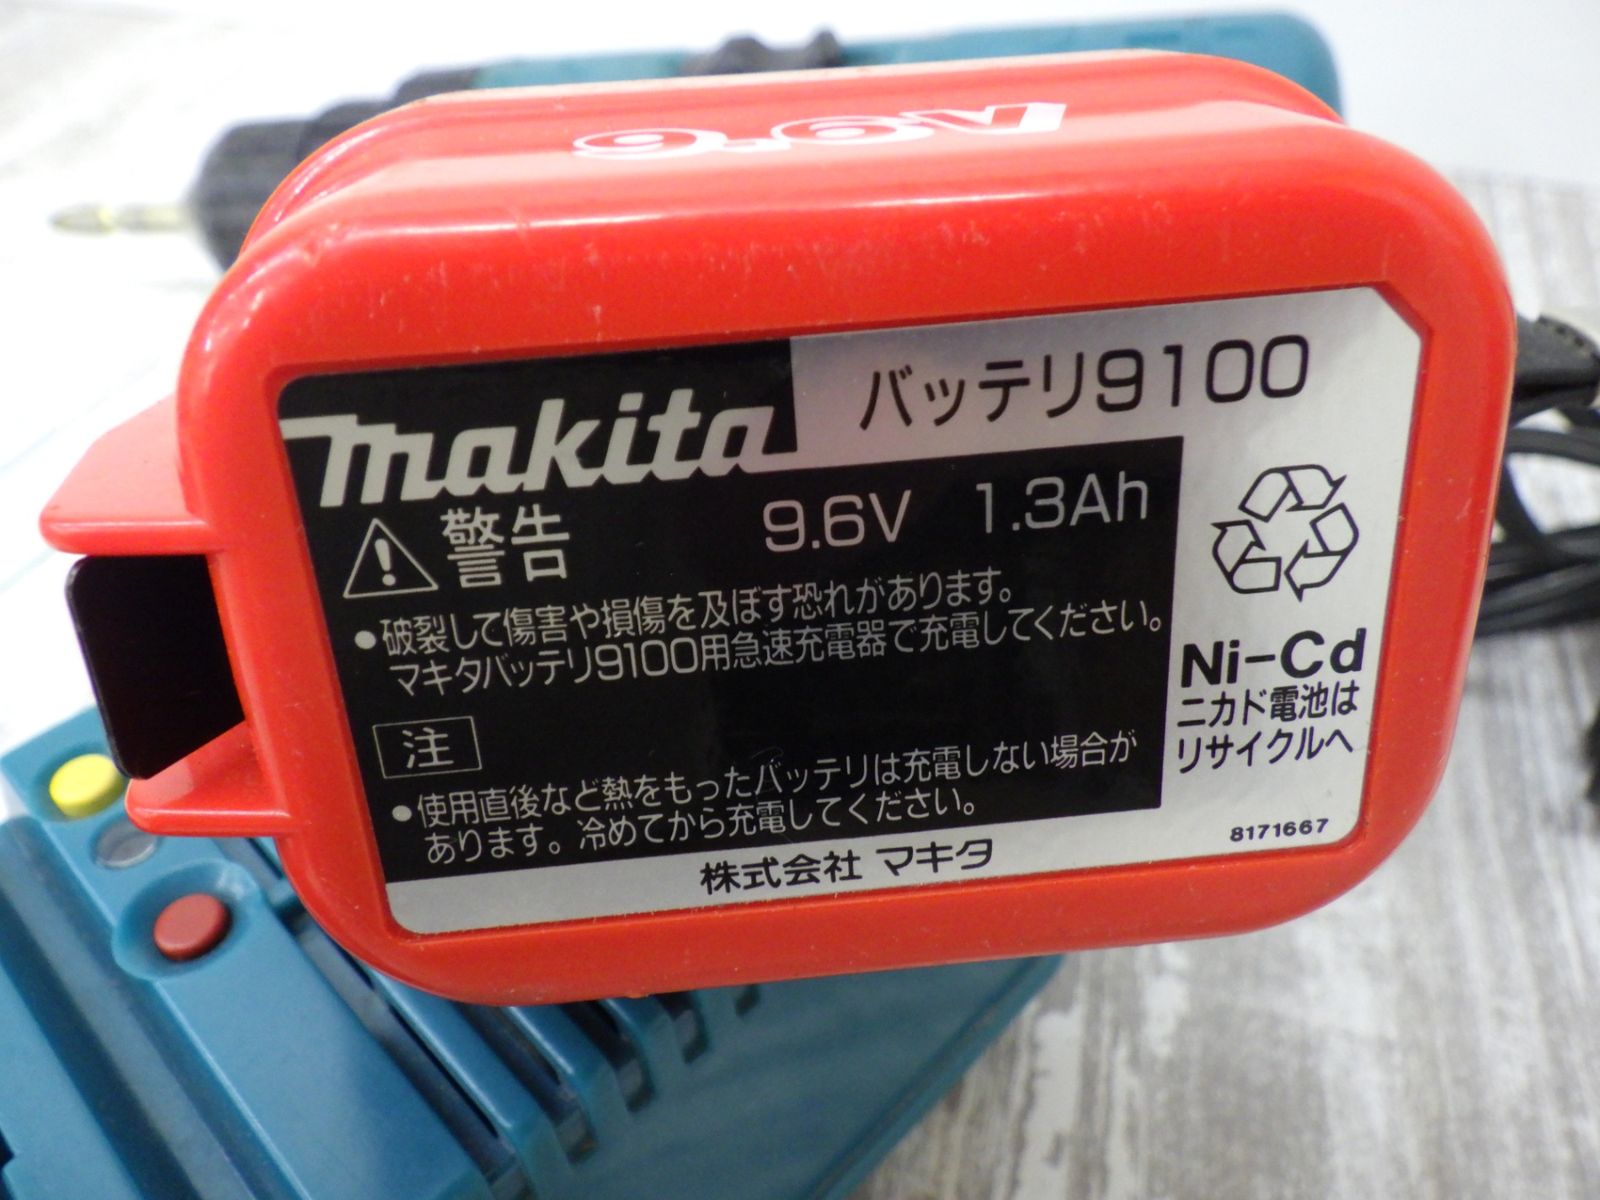 9.6V
makita
バッテリ9100
警告
9.6V 1.3Ah
●破裂して傷害や損傷を及ぼす恐れがあります。
マキタバッテリ9100用急速充電器で充電してください。
注
●使用直後など熱をもったバッテリは充電しない場合が
あります。冷めてから充電してください。
Ni-Cd
ニカド電池は
リサイクルへ
8171667
株式会社 マキタ